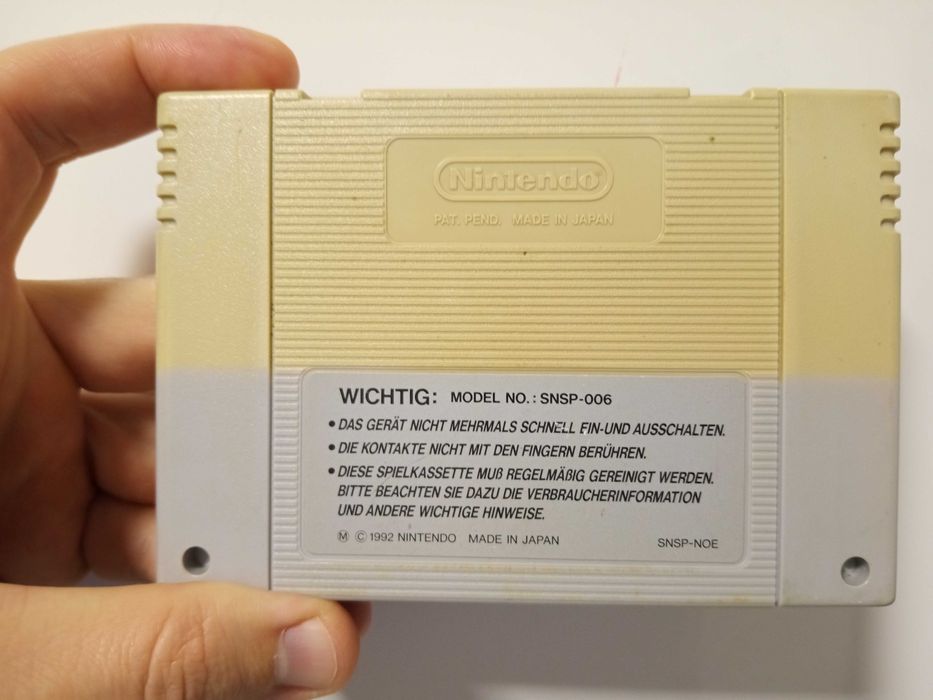 Nintendo
PAT. PEND. MADE IN JAPAN
WICHTIG: MODEL NO.: SNSP-006
• DAS GERÄT NICHT MEHRMALS SCHNELL FIN-UND AUSSCHALTEN.
• DIE KONTAKTE NICHT MIT DEN FINGERN BERÜHREN.
• DIESE SPIELKASSETTE MUß REGELMÄßIG GEREINIGT WERDEN.
BITTE BEACHTEN SIE DAZU DIE VERBRAUCHERINFORMATION
UND ANDERE WICHTIGE HINWEISE.
Ⓜ © 1992 NINTENDO MADE IN JAPAN SNSP-NOE